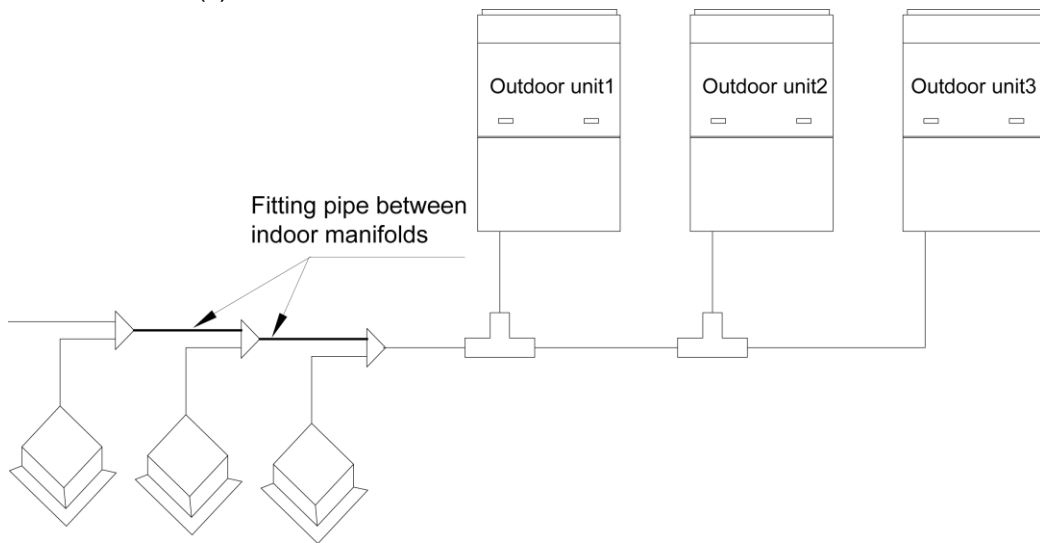 Outdoor unit1
Outdoor unit2
Outdoor unit3
Fitting pipe between
indoor manifolds